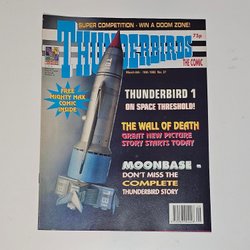 SUPER COMPETITION - WIN A DOOM ZONE!
THUNDERBIRDS
75p
THE COMIC
FREE
MIGHTY MAX
COMIC
INSIDE
THUNDERBIRD 1
ON SPACE THRESHOLD!
THE WALL OF DEATH
GREAT NEW PICTURE
STORY STARTS TODAY
MOONBASE -
DON'T MISS THE
COMPLETE
THUNDERBIRD STORY